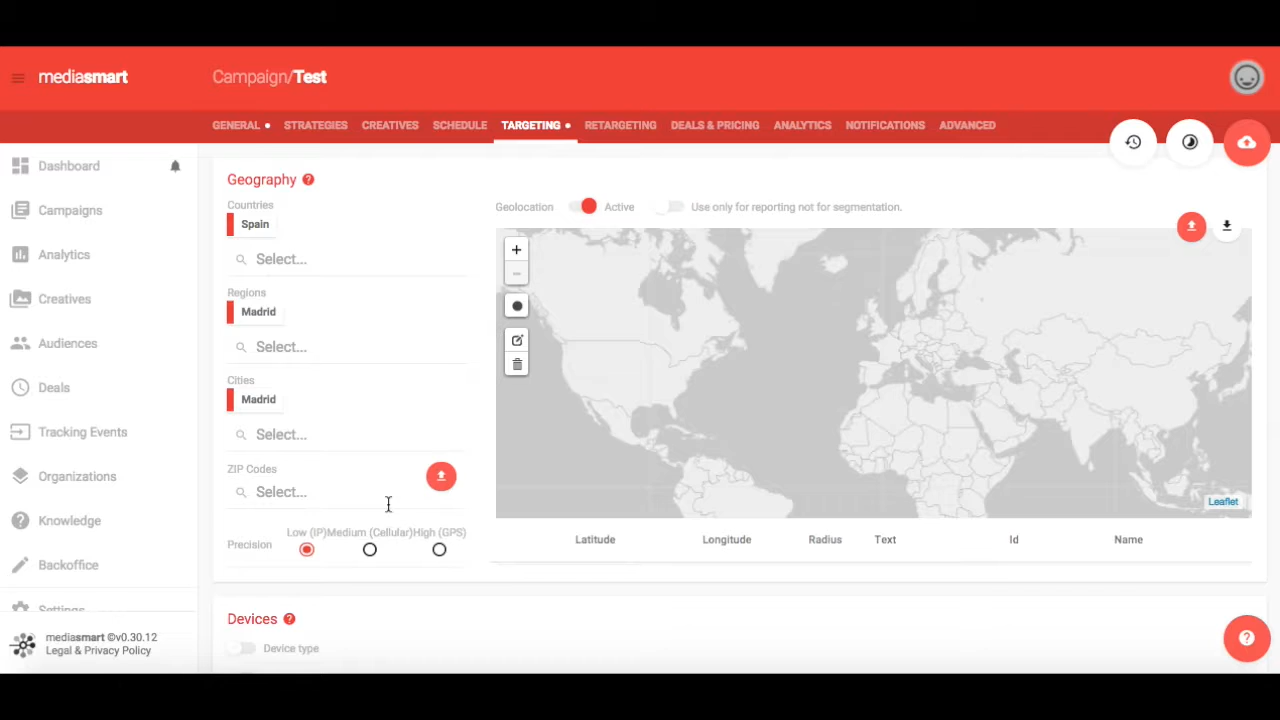 mediasmart
Campaign/Test
GENERAL STRATEGIES CREATIVES SCHEDULE TARGETING RETARGETING DEALS & PRICING ANALYTICS NOTIFICATIONS ADVANCED
Dashboard
Campaigns
Analytics
Creatives
Audiences
Deals
Tracking Events
Organizations
Knowledge
Backoffice
Settings
mediasmart ©v0.30.12
Legal & Privacy Policy
Geography
Countries
Spain
Select...
Regions
Madrid
Select...
Cities
Madrid
Select...
ZIP Codes
Select...
Low (IP) Medium (Cellular) High (GPS)
Precision
Geolocation Active Use only for reporting not for segmentation.
+
-
Leaflet
Latitude Longitude Radius Text Id Name
Devices
Device type